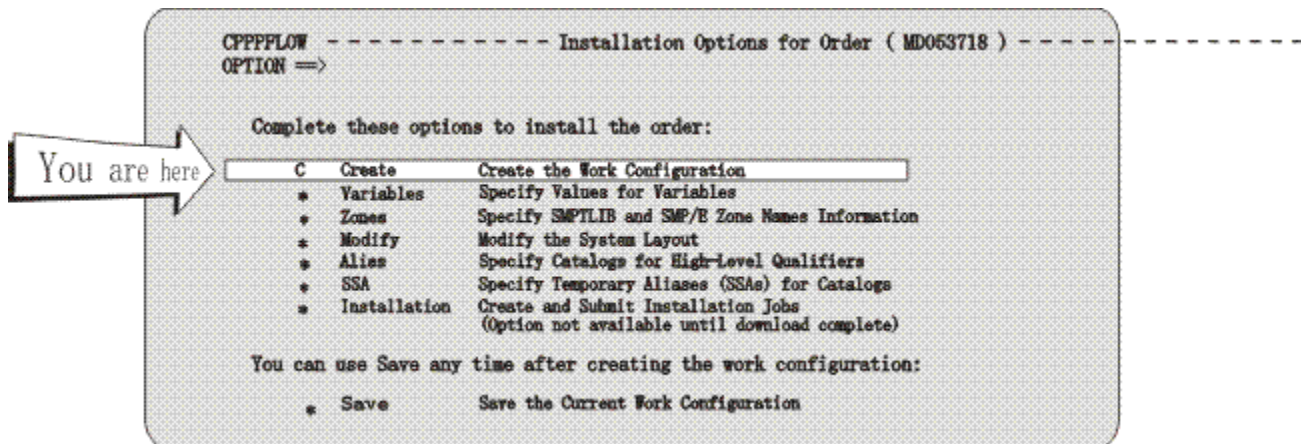 CPPPFLOW - - - - - - - - - - - Installation Options for Order ( MD053718 ) - - - - - - - - - - - - - -
OPTION ==>
Complete these options to install the order:
You are here
C Create Create the Work Configuration
* Variables Specify Values for Variables
* Zones Specify SMPTLIB and SMP/E Zone Names Information
* Modify Modify the System Layout
* Alias Specify Catalogs for High-Level Qualifiers
* SSA Specify Temporary Aliases (SSAs) for Catalogs
* Installation Create and Submit Installation Jobs
(Option not available until download complete)
You can use Save any time after creating the work configuration:
* Save Save the Current Work Configuration